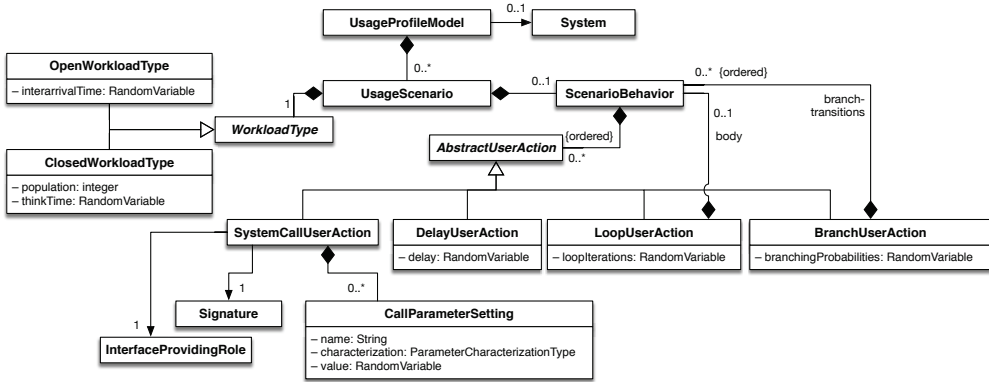 UsageProfileModel
0..1
System
OpenWorkloadType
– interarrivalTime: RandomVariable
0..*
UsageScenario
1
0..1
ScenarioBehavior
0..* {ordered}
branch-
transitions
0..1
body
WorkloadType
AbstractUserAction
{ordered}
0..*
ClosedWorkloadType
– population: integer
– thinkTime: RandomVariable
SystemCallUserAction
DelayUserAction
– delay: RandomVariable
LoopUserAction
– loopIterations: RandomVariable
BranchUserAction
– branchingProbabilities: RandomVariable
1
0..*
Signature
CallParameterSetting
– name: String
– characterization: ParameterCharacterizationType
– value: RandomVariable
1
InterfaceProvidingRole